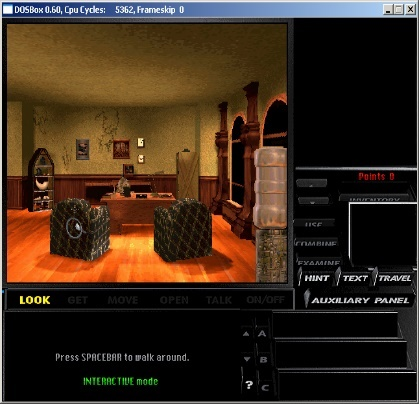 DOSBox 0.60, Cpu Cycles: 5362, Frameskip 0
Points 0
INVENTORY
USE
COMBINE
EXAMINE
HINT TEXT TRAVEL
LOOK GET MOVE OPEN TALK ON/OFF
AUXILIARY PANEL
A
Press SPACEBAR to walk around.
B
INTERACTIVE mode
? C